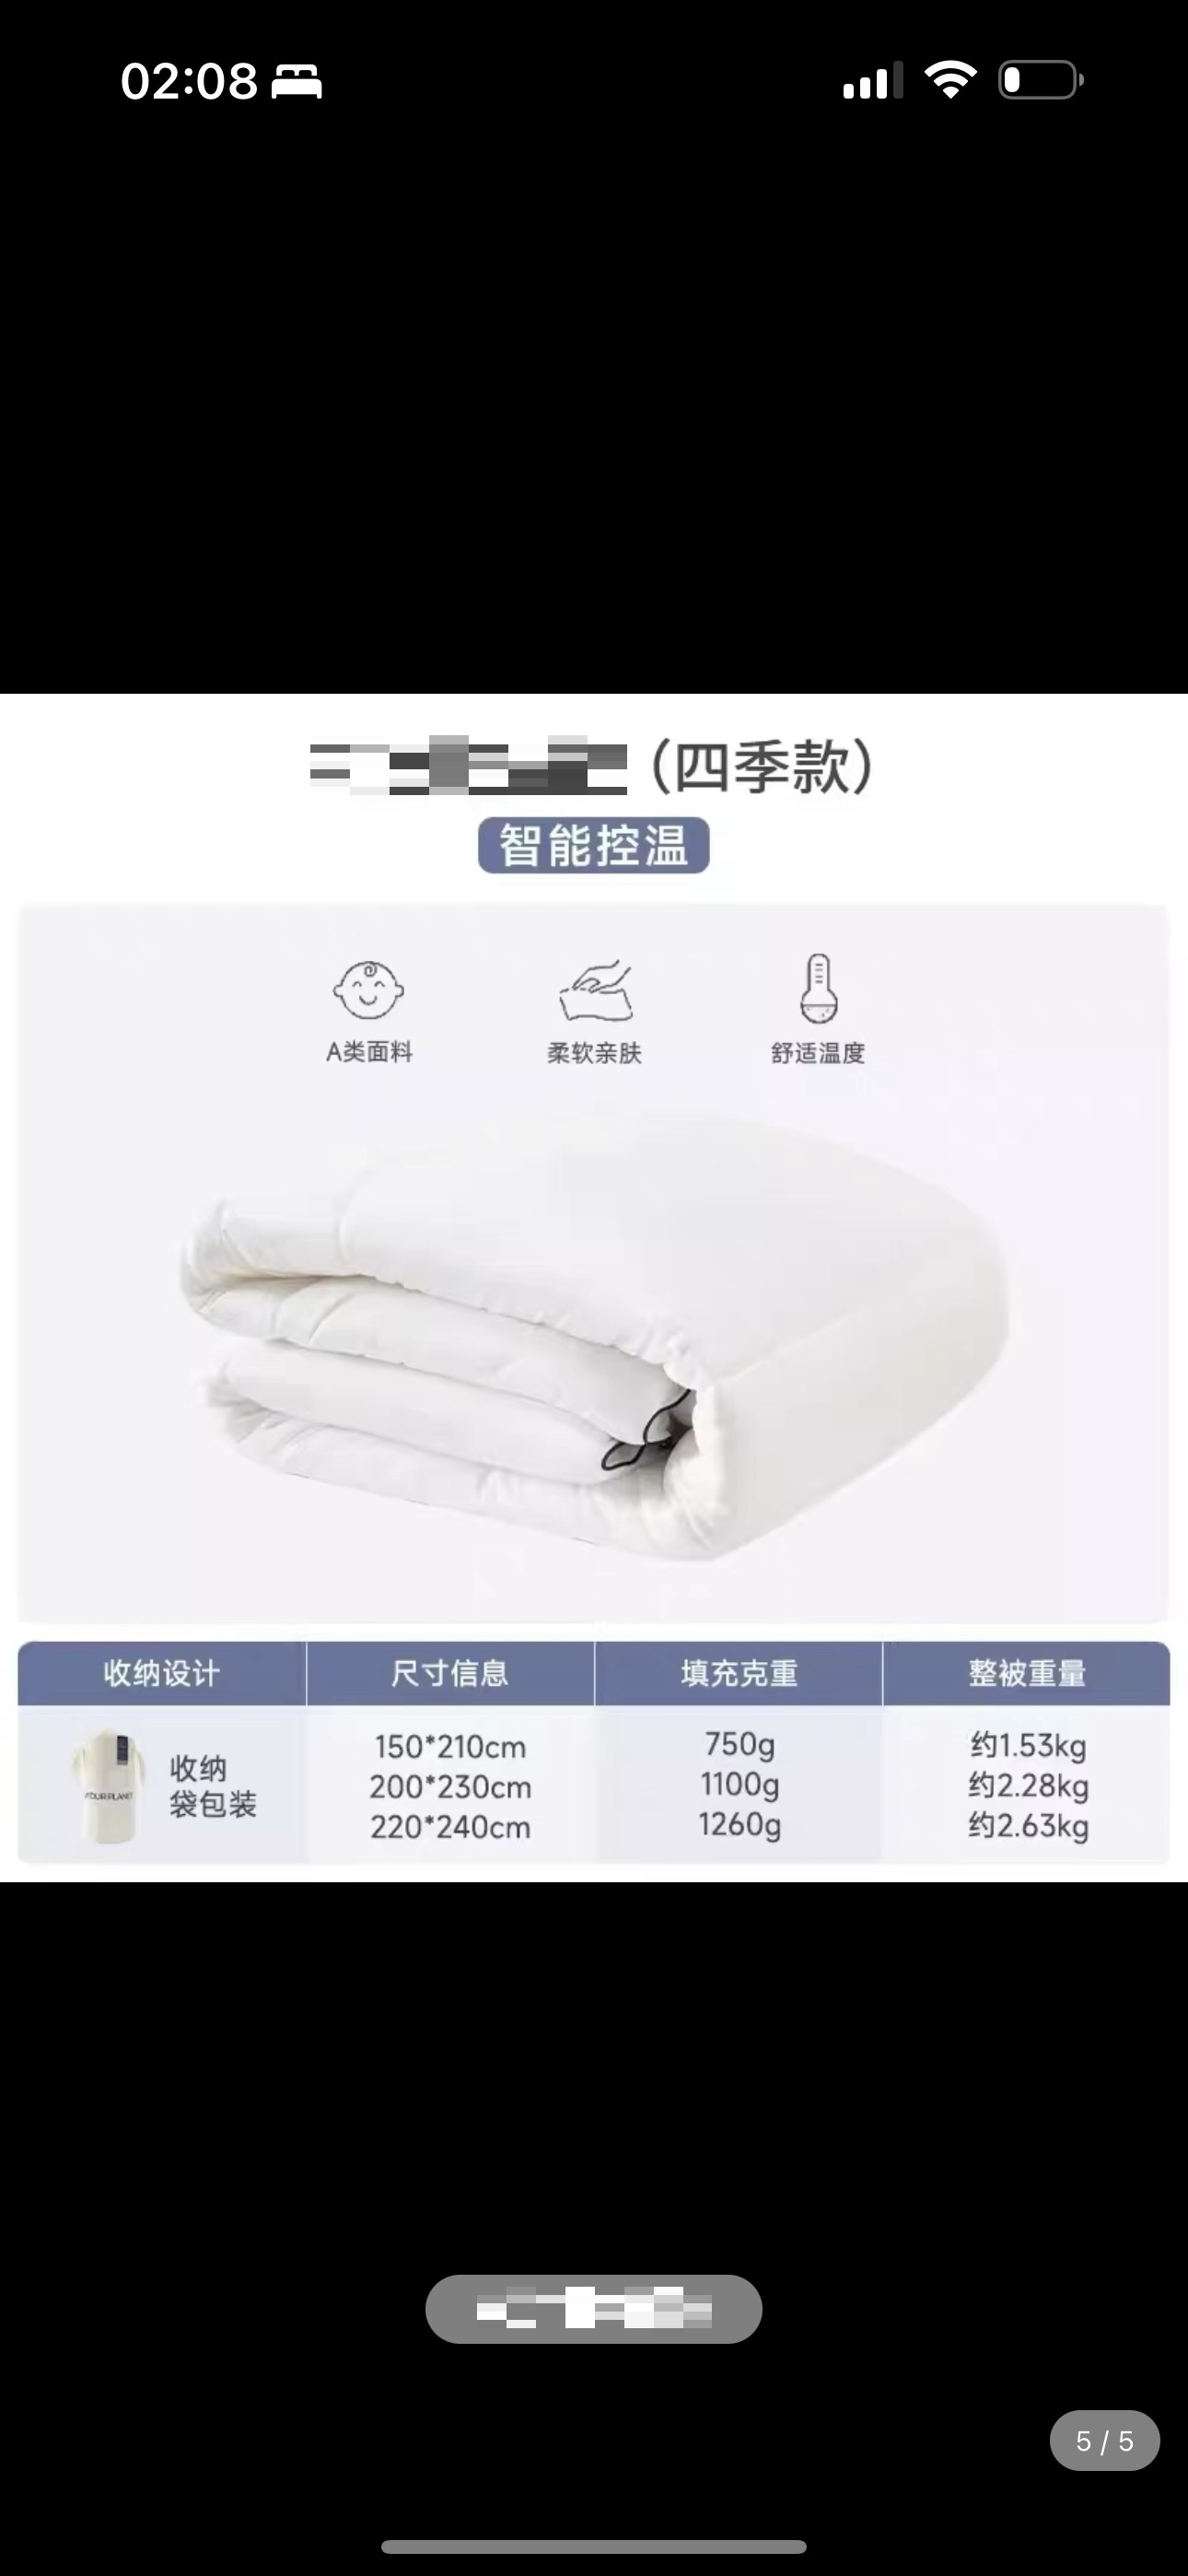 02:08
（四季款）
智能控温
A类面料
柔软亲肤
舒适温度
收纳设计
尺寸信息
填充克重
整被重量
收纳
袋包装
150*210cm
750g
约1.53kg
200*230cm
1100g
约2.28kg
220*240cm
1260g
约2.63kg
5 / 5